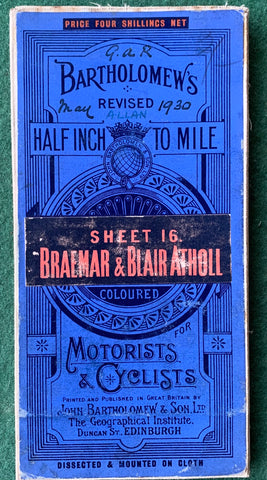 PRICE FOUR SHILLINGS NET
G. & R
BARTHOLOMEW'S
May REVISED 1930
ALLAN
HALF INCH TO MILE
SHEET 16.
BRAEMAR & BLAIR ATHOLL
COLOURED
FOR
MOTORISTS
& CYCLISTS
PRINTED AND PUBLISHED IN GREAT BRITAIN BY
JOHN BARTHOLOMEW & SON. LTD
The Geographical Institute.
DUNCAN ST. EDINBURGH
DISSECTED & MOUNTED ON CLOTH